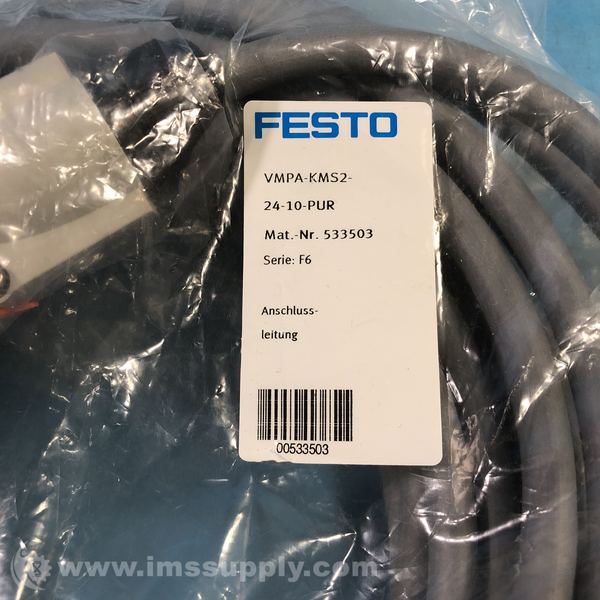 FESTO
VMPA-KMS2-
24-10-PUR
Mat.-Nr. 533503
Serie: F6
Anschluss-
leitung
00533503
www.imssupply.com